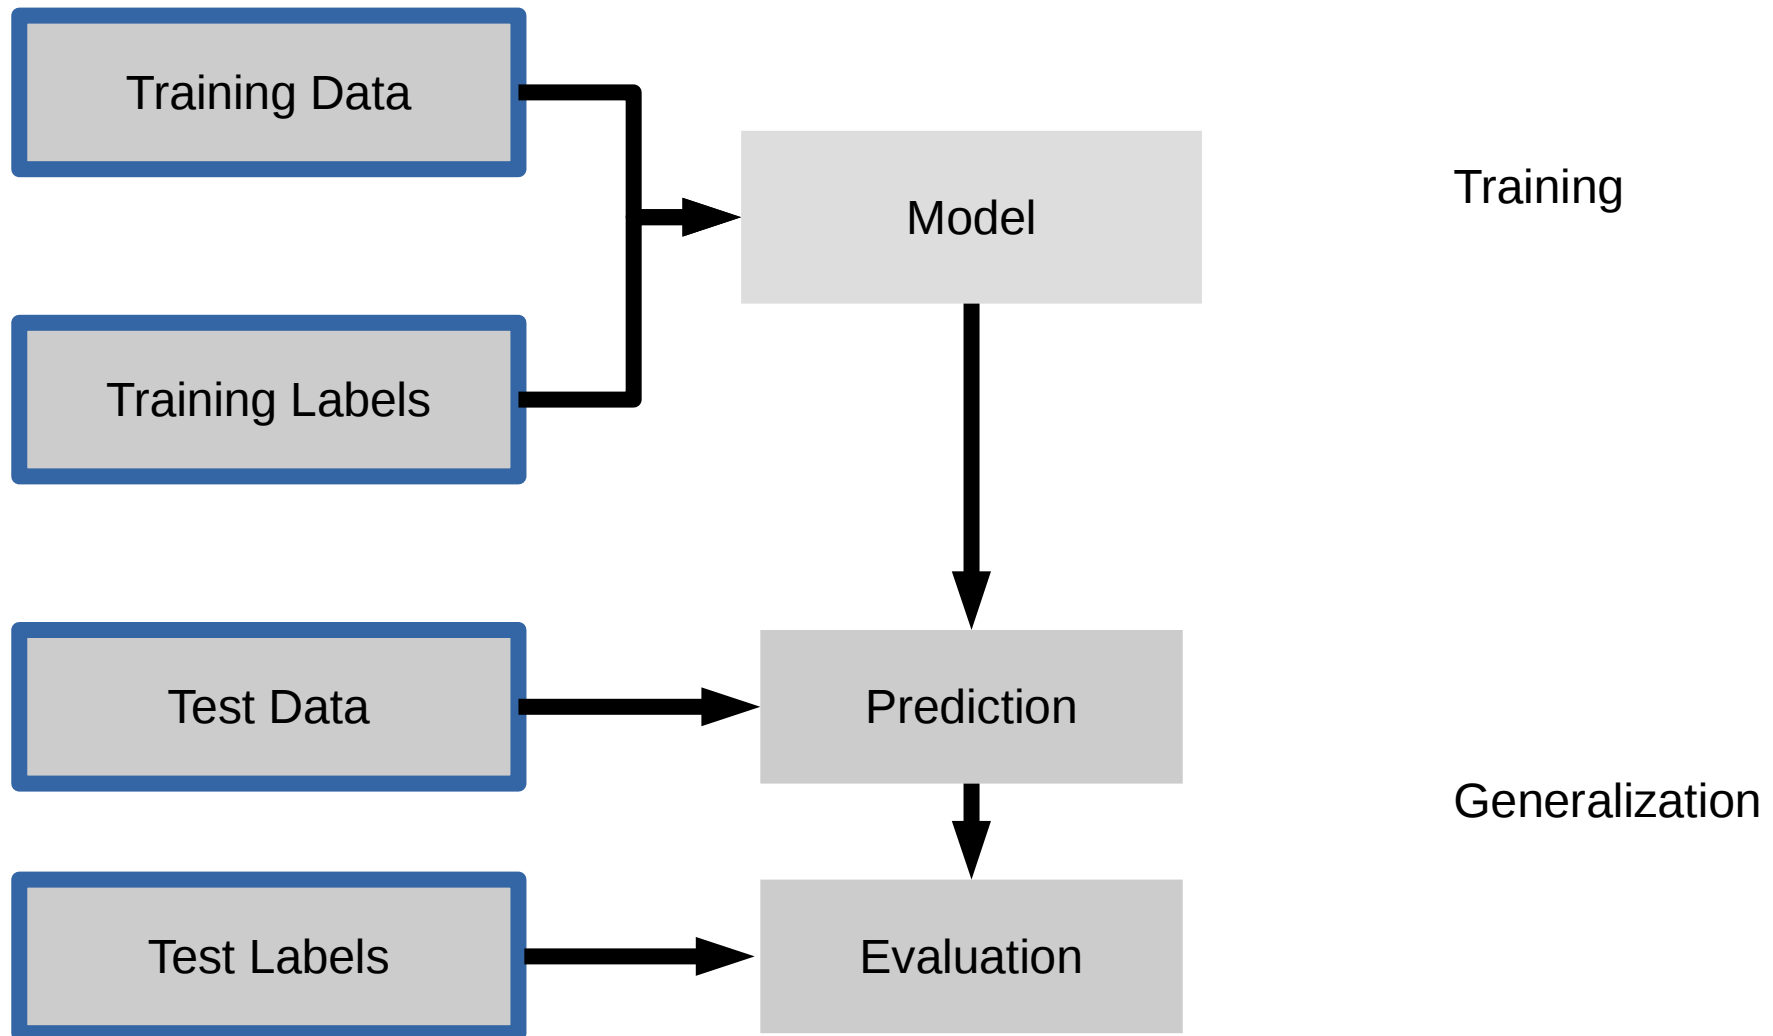 Training Data
Training
Model
Training Labels
Test Data
Prediction
Generalization
Test Labels
Evaluation